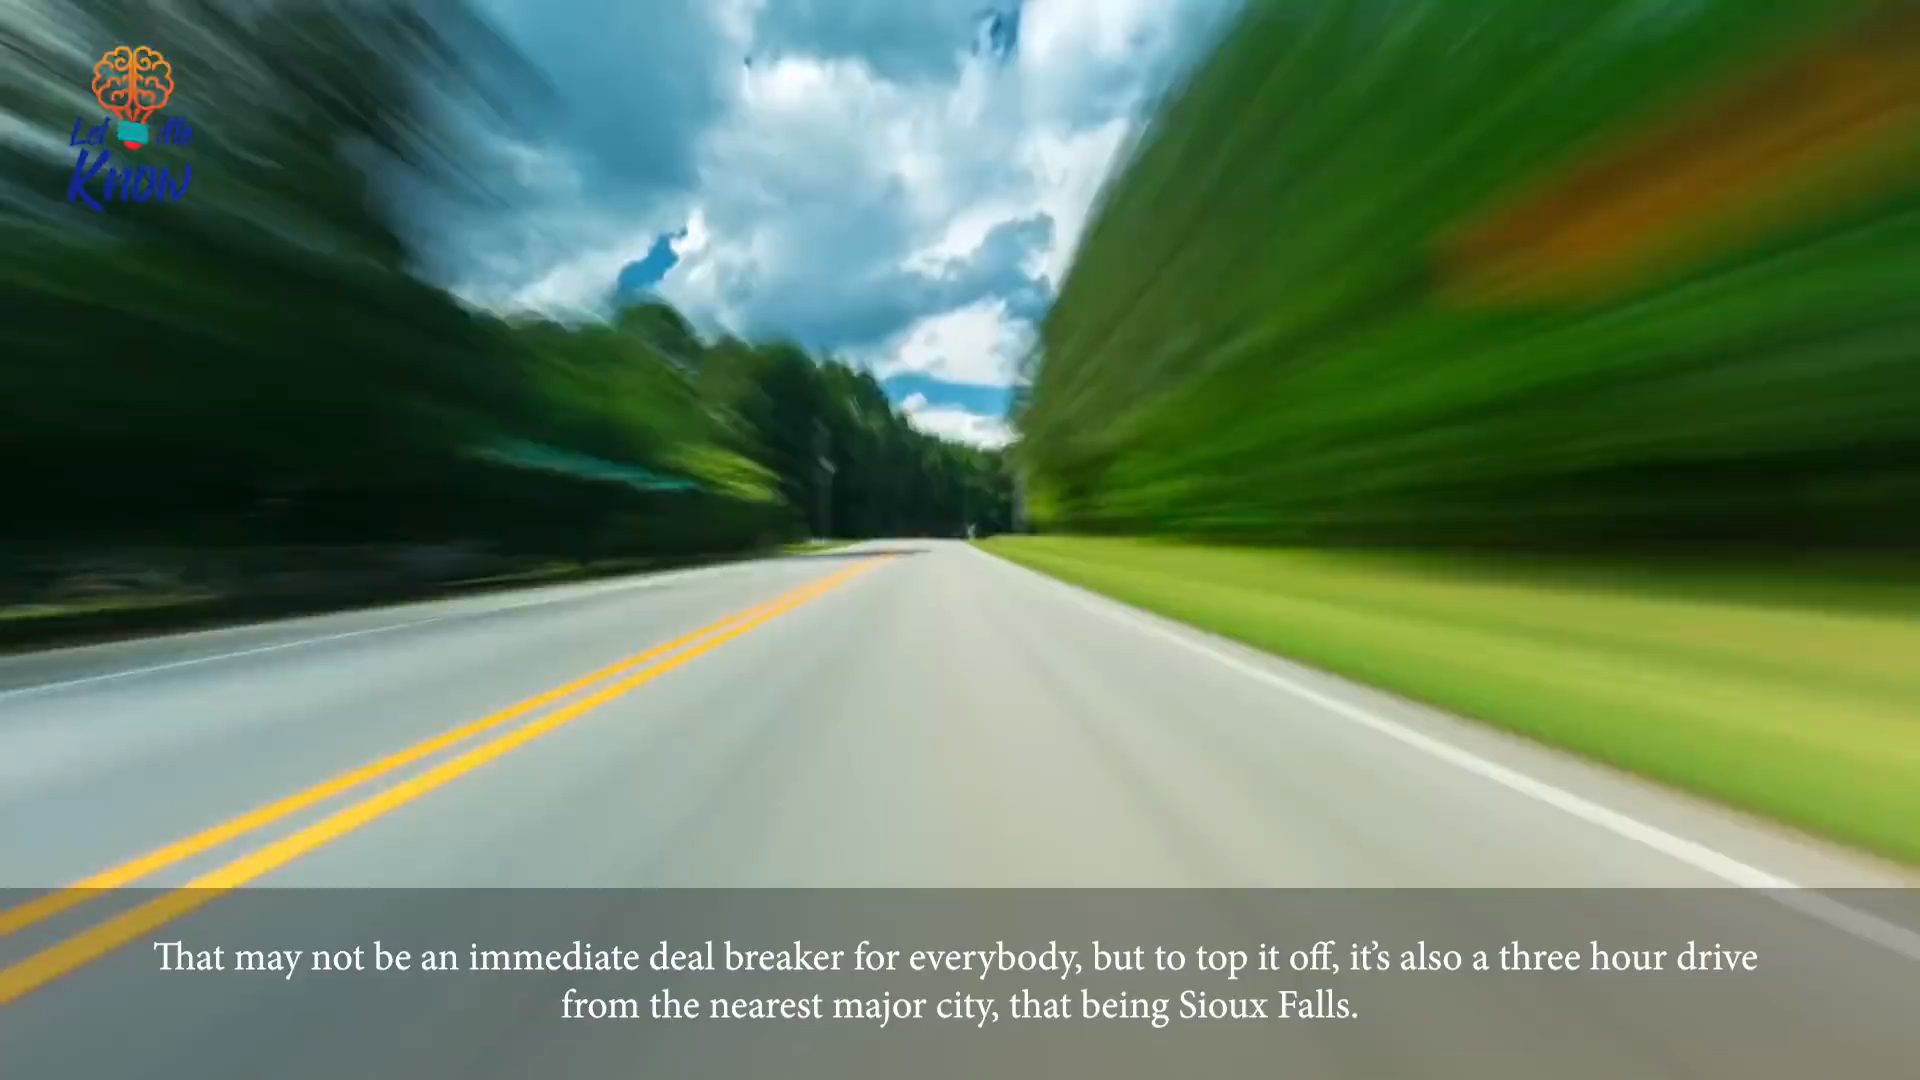 Let Me
Know
That may not be an immediate deal breaker for everybody, but to top it off, it’s also a three hour drive
from the nearest major city, that being Sioux Falls.